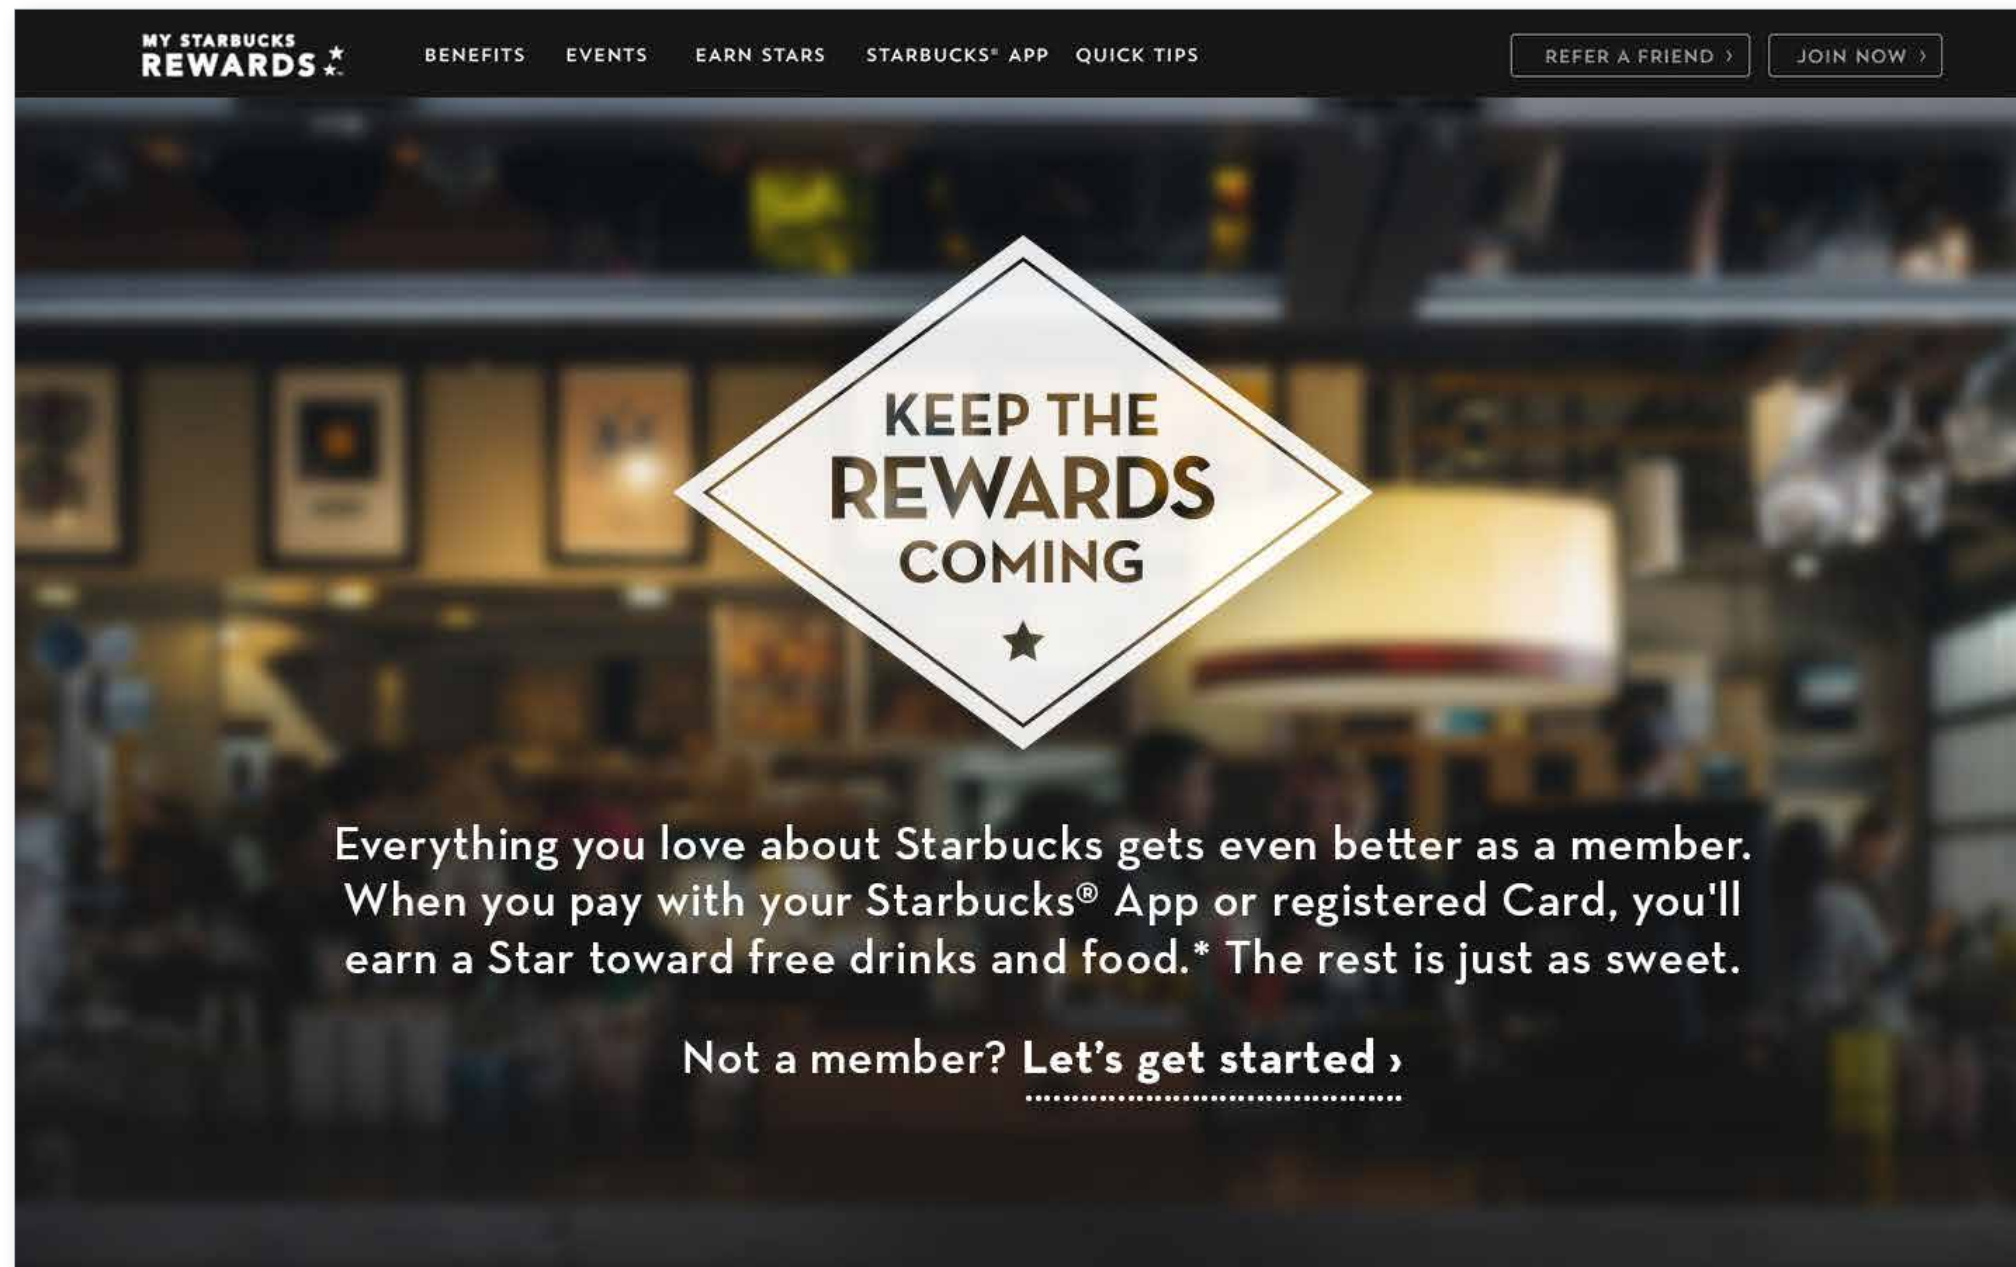 MY STARBUCKS
REWARDS
BENEFITS
EVENTS
EARN STARS
STARBUCKS® APP
QUICK TIPS
REFER A FRIEND ›
JOIN NOW ›
KEEP THE
REWARDS
COMING
Everything you love about Starbucks gets even better as a member.
When you pay with your Starbucks® App or registered Card, you'll
earn a Star toward free drinks and food.* The rest is just as sweet.
Not a member? Let’s get started ›